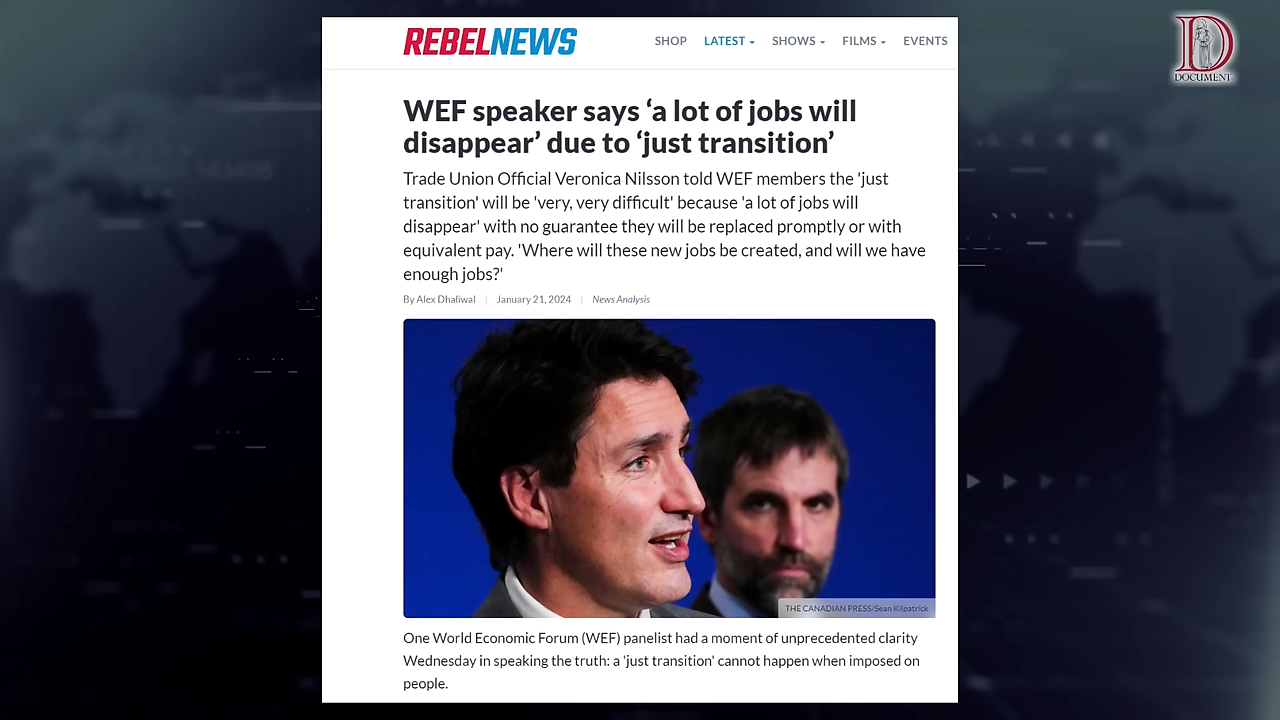 REBELNEWS
SHOP LATEST SHOWS FILMS EVENTS
DOCUMENT
WEF speaker says ‘a lot of jobs will
disappear’ due to ‘just transition’
Trade Union Official Veronica Nilsson told WEF members the 'just
transition' will be 'very, very difficult' because 'a lot of jobs will
disappear' with no guarantee they will be replaced promptly or with
equivalent pay. 'Where will these new jobs be created, and will we have
enough jobs?'
By Alex Dhaliwal | January 21, 2024 | News Analysis
THE CANADIAN PRESS/Sean Kilpatrick
One World Economic Forum (WEF) panelist had a moment of unprecedented clarity
Wednesday in speaking the truth: a 'just transition' cannot happen when imposed on
people.